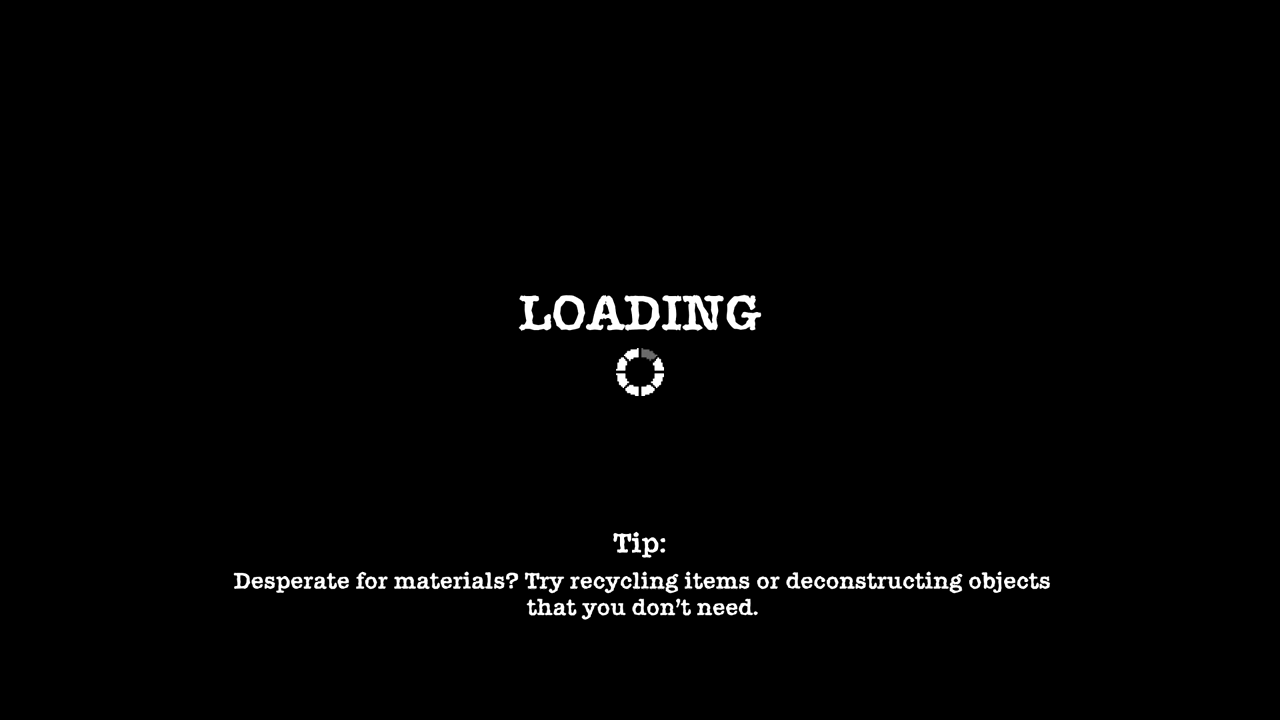 LOADING
Tip:
Desperate for materials? Try recycling items or deconstructing objects
that you don't need.